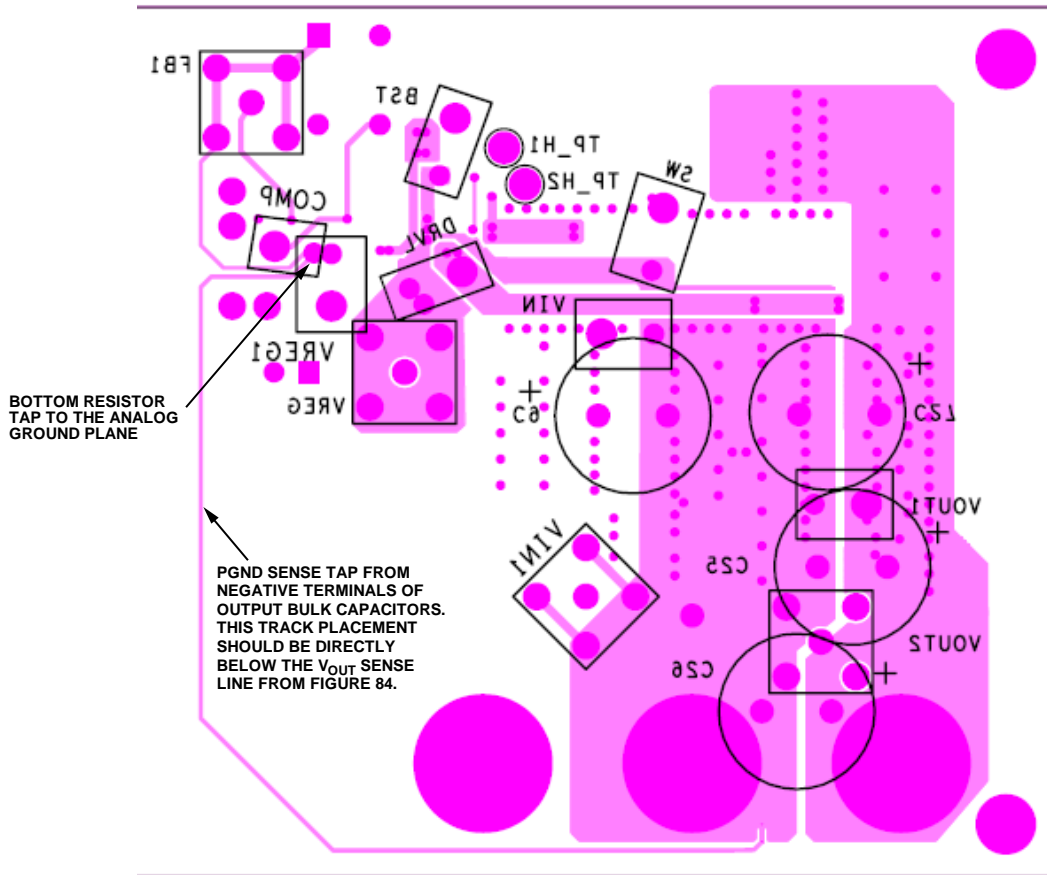 FB1
BST
TP_H1
TP_H2
SW
COMP
DRVL
VIN
VREG1
VREG
C6
C27
BOTTOM RESISTOR
TAP TO THE ANALOG
GROUND PLANE
VOUT1
VIN1
C25
PGND SENSE TAP FROM
NEGATIVE TERMINALS OF
OUTPUT BULK CAPACITORS.
THIS TRACK PLACEMENT
SHOULD BE DIRECTLY
BELOW THE VOUT SENSE
LINE FROM FIGURE 84.
VOUT2
C26